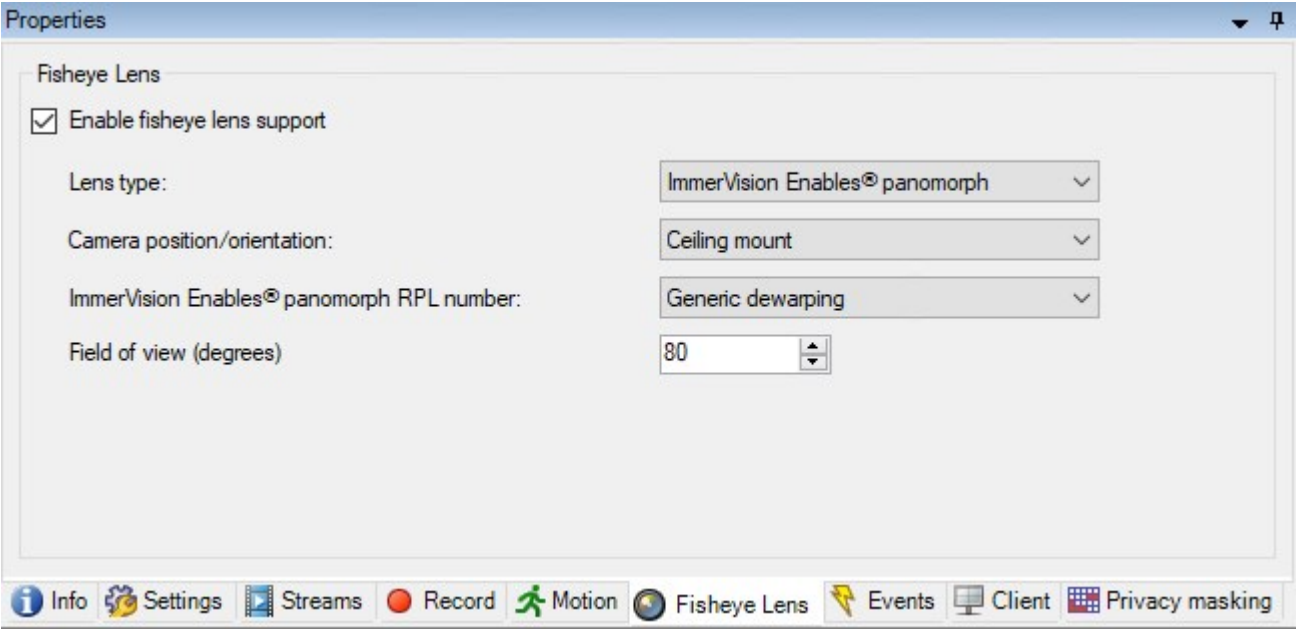 Properties
Fisheye Lens
Enable fisheye lens support
Lens type: ImmerVision Enables® panomorph
Camera position/orientation: Ceiling mount
ImmerVision Enables® panomorph RPL number: Generic dewarping
Field of view (degrees) 80
Info Settings Streams Record Motion Fisheye Lens Events Client Privacy masking